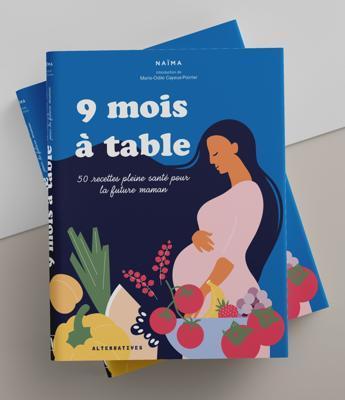 NAÏMA
introduction de
Marie-Odile Cayeux-Poirrier
9 mois
à table
50 recettes pleine santé pour
la future maman
ALTERNATIVES
9 mois à table